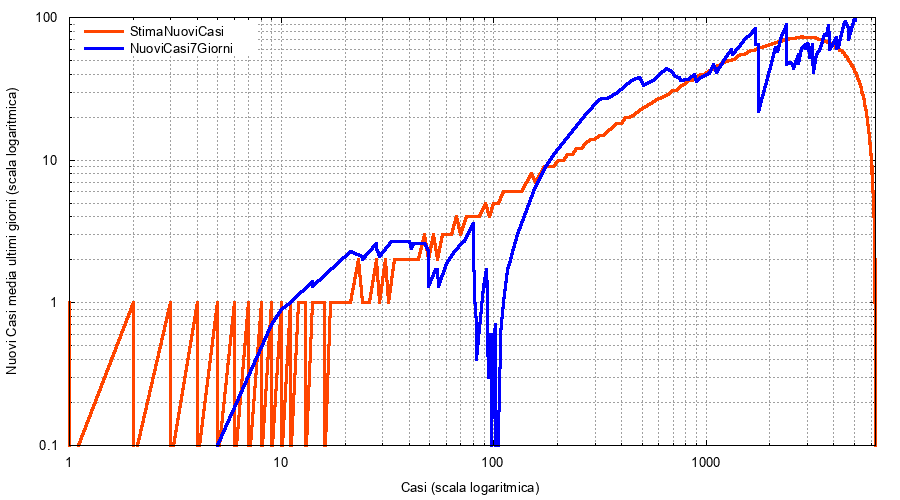 100
StimaNuoviCasi
NuoviCasi7Giorni
10
1
0.1
Nuovi Casi media ultimi giorni (scala logaritmica)
1
10
100
1000
Casi (scala logaritmica)